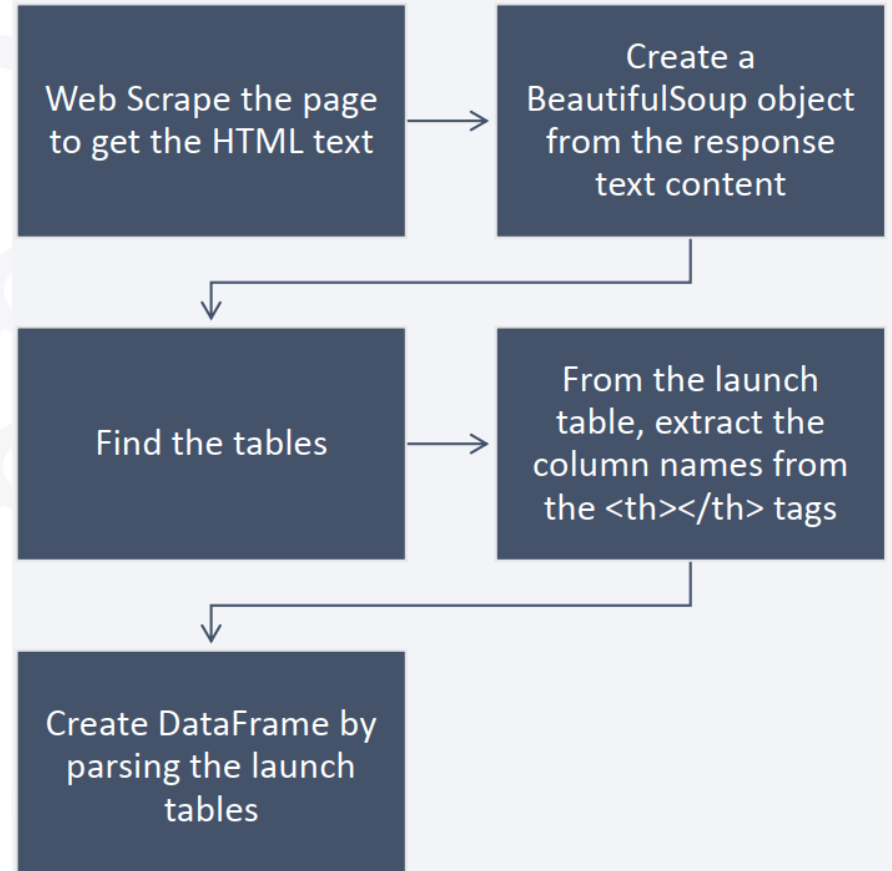 Web Scrape the page
to get the HTML text
Create a
BeautifulSoup object
from the response
text content
Find the tables
From the launch
table, extract the
column names from
the <th></th> tags
Create DataFrame by
parsing the launch
tables